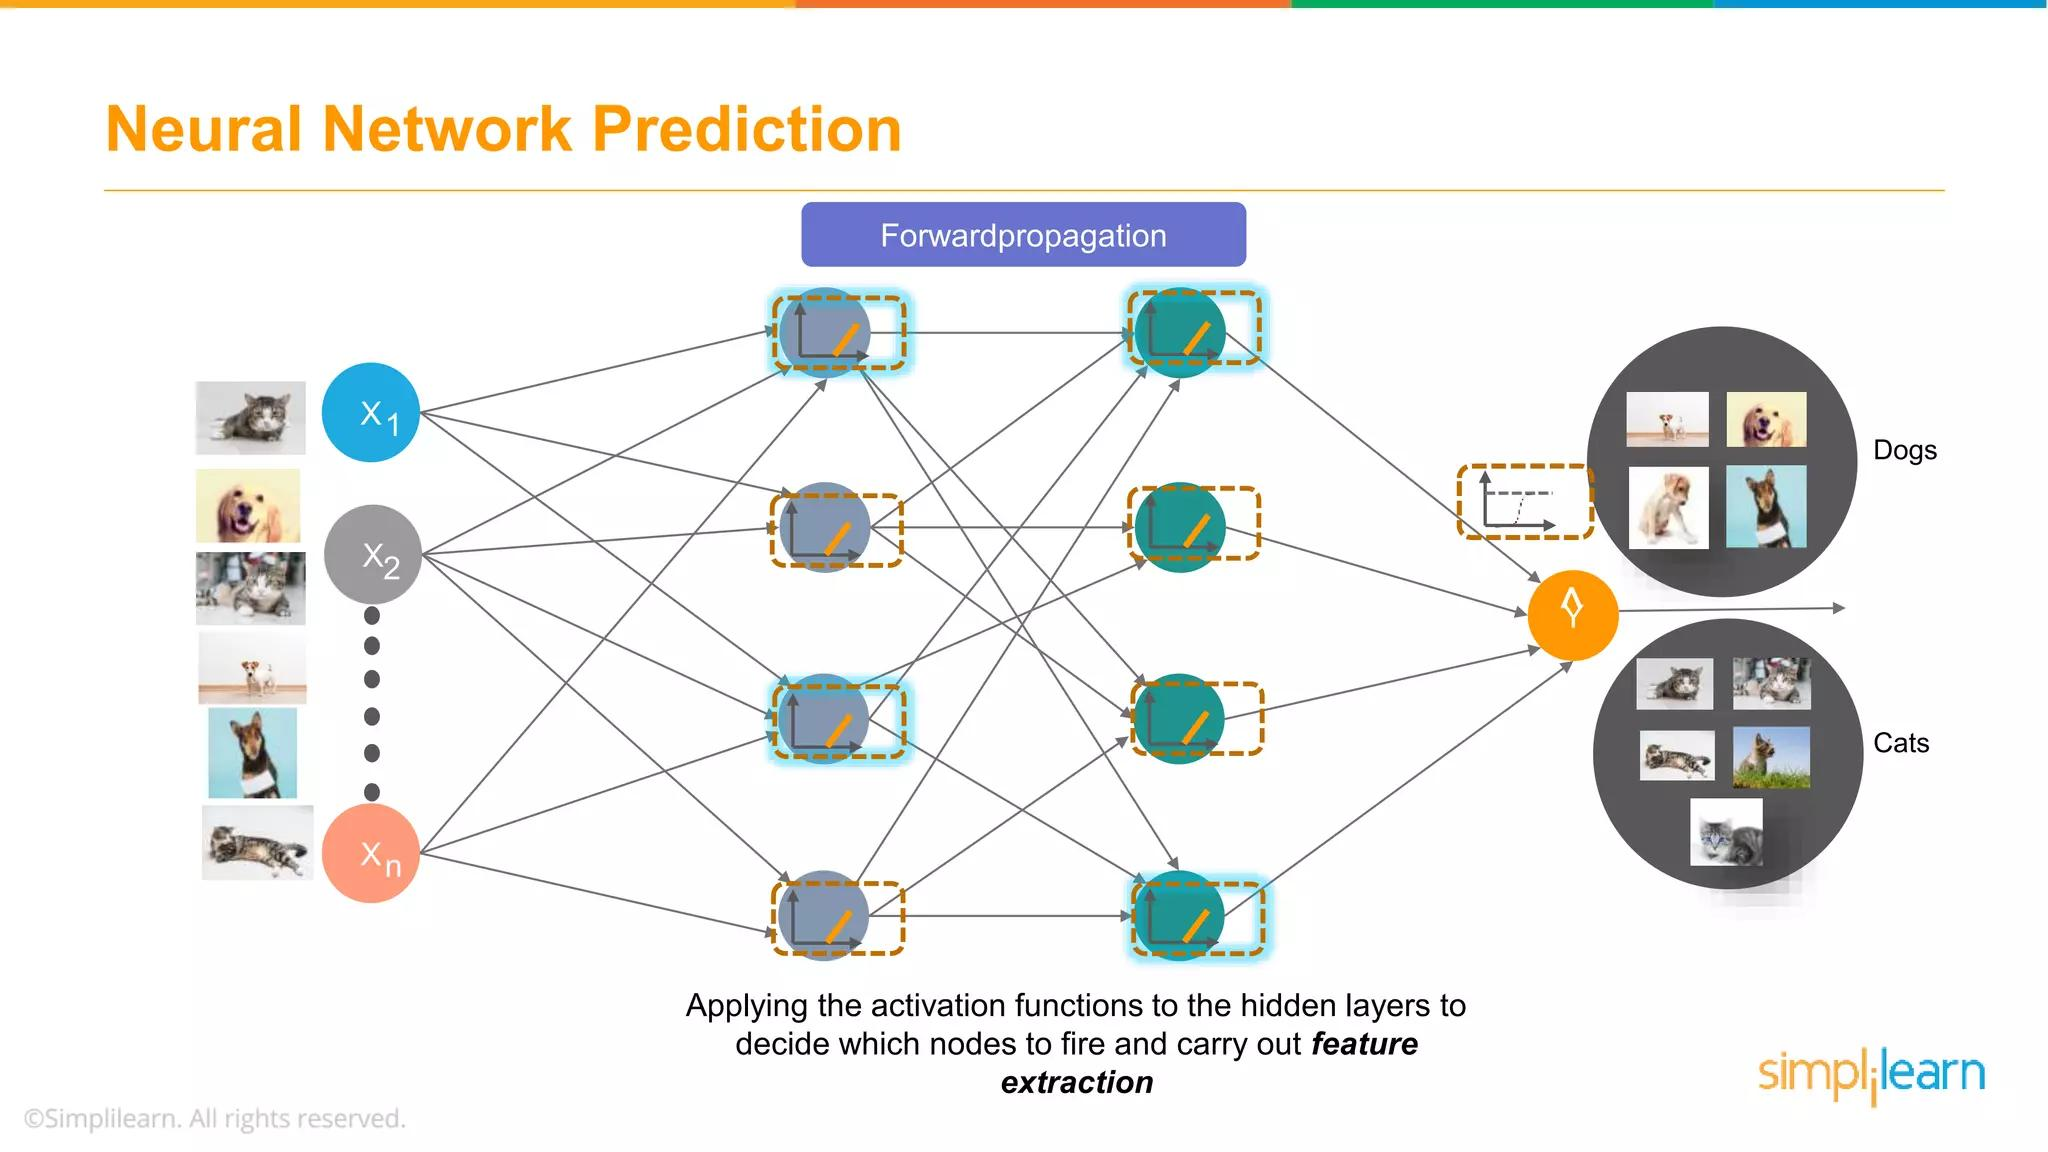 Neural Network Prediction
Forwardpropagation
X1
X2
Xn
Ŷ
Dogs
Cats
Applying the activation functions to the hidden layers to
decide which nodes to fire and carry out feature
extraction
simplilearn
©Simplilearn. All rights reserved.